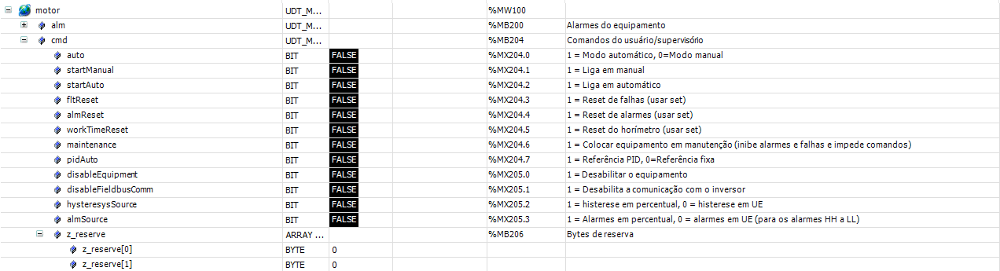 motor UDT_M... %MW100
alm UDT_M... %MB200 Alarmes do equipamento
cmd UDT_M... %MB204 Comandos do usuário/supervisório
auto BIT FALSE %MX204.0 1 = Modo automático, 0=Modo manual
startManual BIT FALSE %MX204.1 1 = Liga em manual
startAuto BIT FALSE %MX204.2 1 = Liga em automático
fltReset BIT FALSE %MX204.3 1 = Reset de falhas (usar set)
almReset BIT FALSE %MX204.4 1 = Reset de alarmes (usar set)
workTimeReset BIT FALSE %MX204.5 1 = Reset do horímetro (usar set)
maintenance BIT FALSE %MX204.6 1 = Colocar equipamento em manutenção (inibe alarmes e falhas e impede comandos)
pidAuto BIT FALSE %MX204.7 1 = Referência PID, 0=Referência fixa
disableEquipment BIT FALSE %MX205.0 1 = Desabilitar o equipamento
disableFieldbusComm BIT FALSE %MX205.1 1 = Desabilita a comunicação com o inversor
hysteresysSource BIT FALSE %MX205.2 1 = histerese em percentual, 0 = histerese em UE
almSource BIT FALSE %MX205.3 1 = Alarmes em percentual, 0 = alarmes em UE (para os alarmes HH a LL)
z_reserve ARRAY ... %MB206 Bytes de reserva
z_reserve[0] BYTE 0
z_reserve[1] BYTE 0